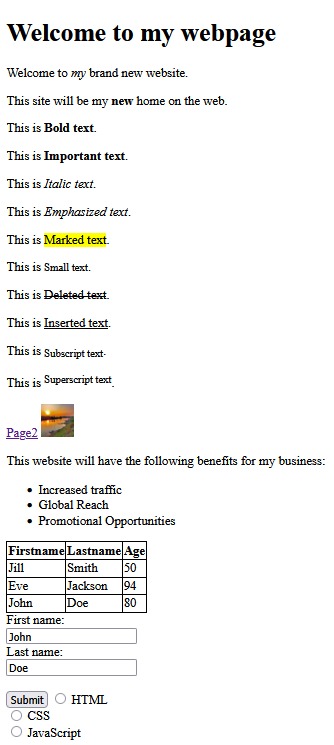 Welcome to my webpage
Welcome to my brand new website.
This site will be my new home on the web.
This is Bold text.
This is Important text.
This is Italic text.
This is Emphasized text.
This is Marked text.
This is Small text.
This is Deleted text.
This is Inserted text.
This is Subscript text.
This is Superscript text.
Page2
This website will have the following benefits for my business:
• Increased traffic
• Global Reach
• Promotional Opportunities
Firstname Lastname Age
Jill Smith 50
Eve Jackson 94
John Doe 80
First name:
John
Last name:
Doe
Submit HTML
CSS
JavaScript